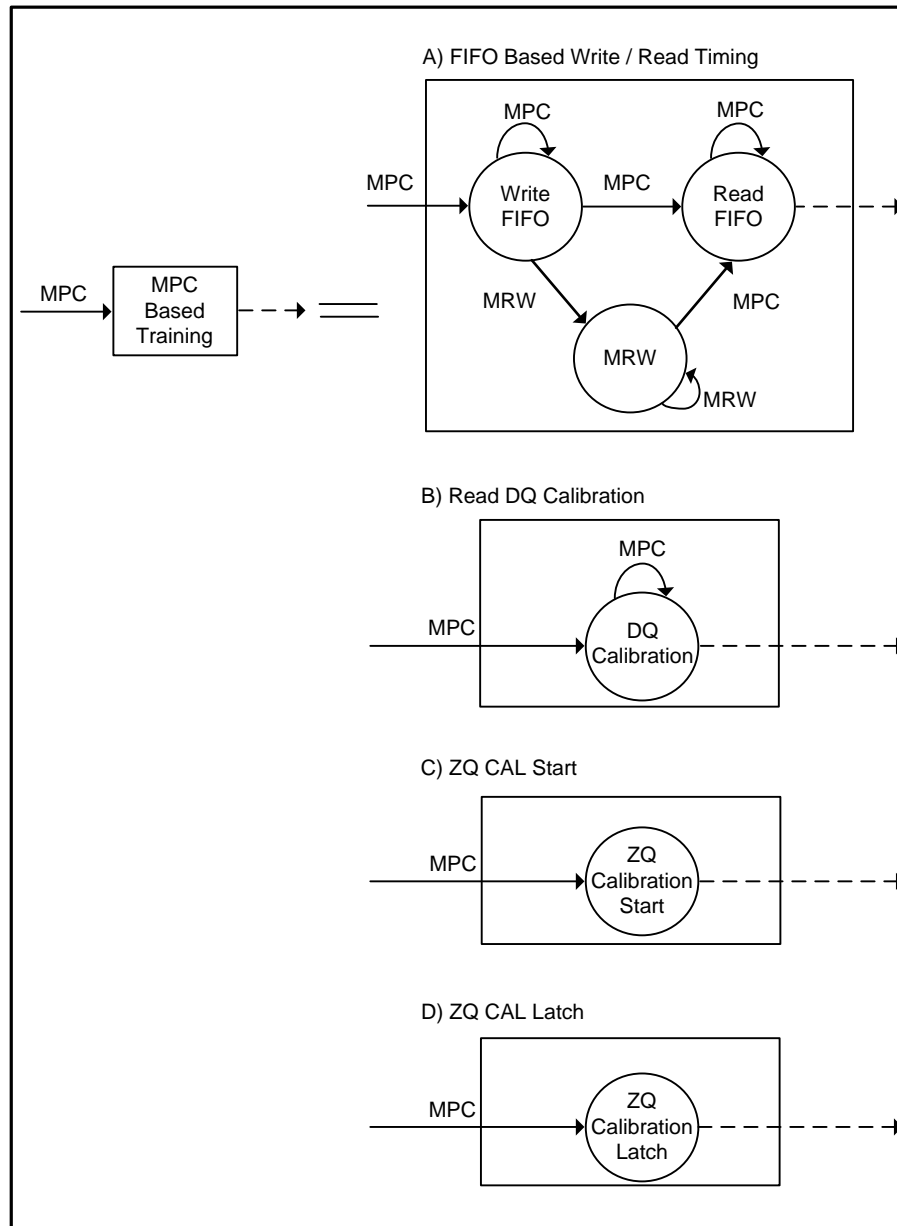 A) FIFO Based Write / Read Timing
MPC
MPC
MPC
Write
FIFO
MPC
Read
FIFO
MRW
MPC
MRW
MRW
MPC
MPC
Based
Training
B) Read DQ Calibration
MPC
MPC
DQ
Calibration
C) ZQ CAL Start
MPC
ZQ
Calibration
Start
D) ZQ CAL Latch
MPC
ZQ
Calibration
Latch